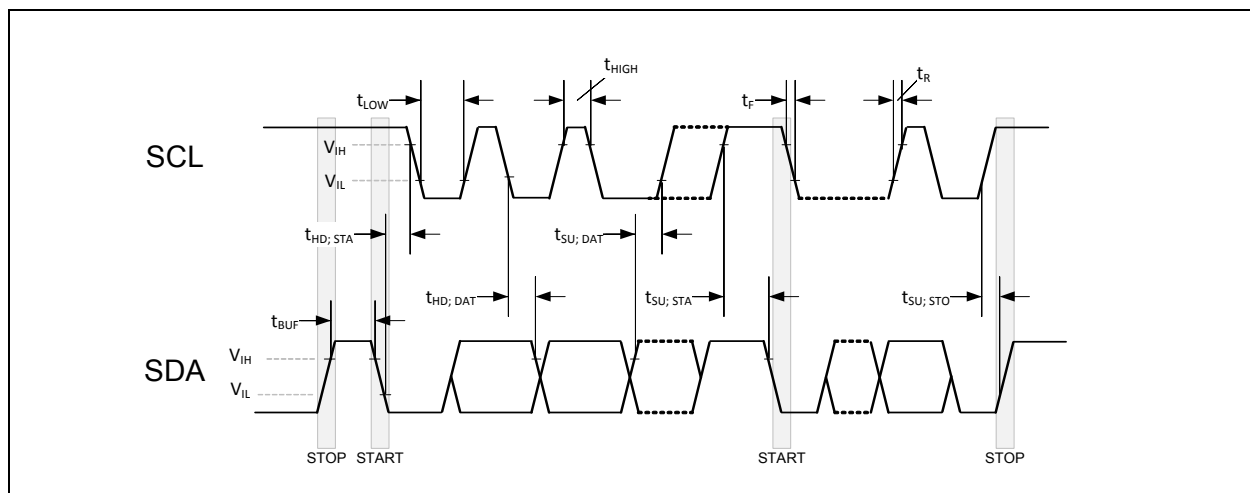 tHIGH
tR
tLOW
tF
VIH
SCL
VIL
tHD; STA
tSU; DAT
tHD; DAT
tSU; STA
tSU; STO
tBUF
VIH
SDA
VIL
STOP START START STOP